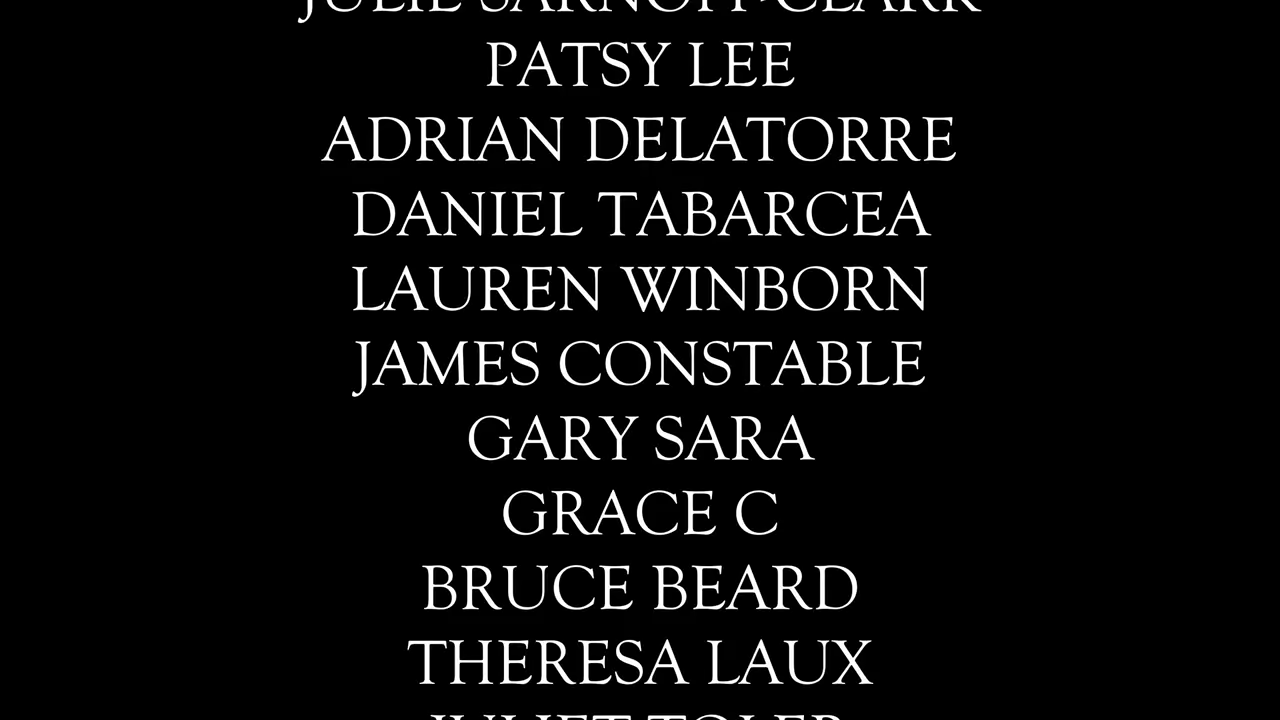 JULIE SARNOFF-CLARK
PATSY LEE
ADRIAN DELATORRE
DANIEL TABARCEA
LAUREN WINBORN
JAMES CONSTABLE
GARY SARA
GRACE C
BRUCE BEARD
THERESA LAUX
JULIET TOLER